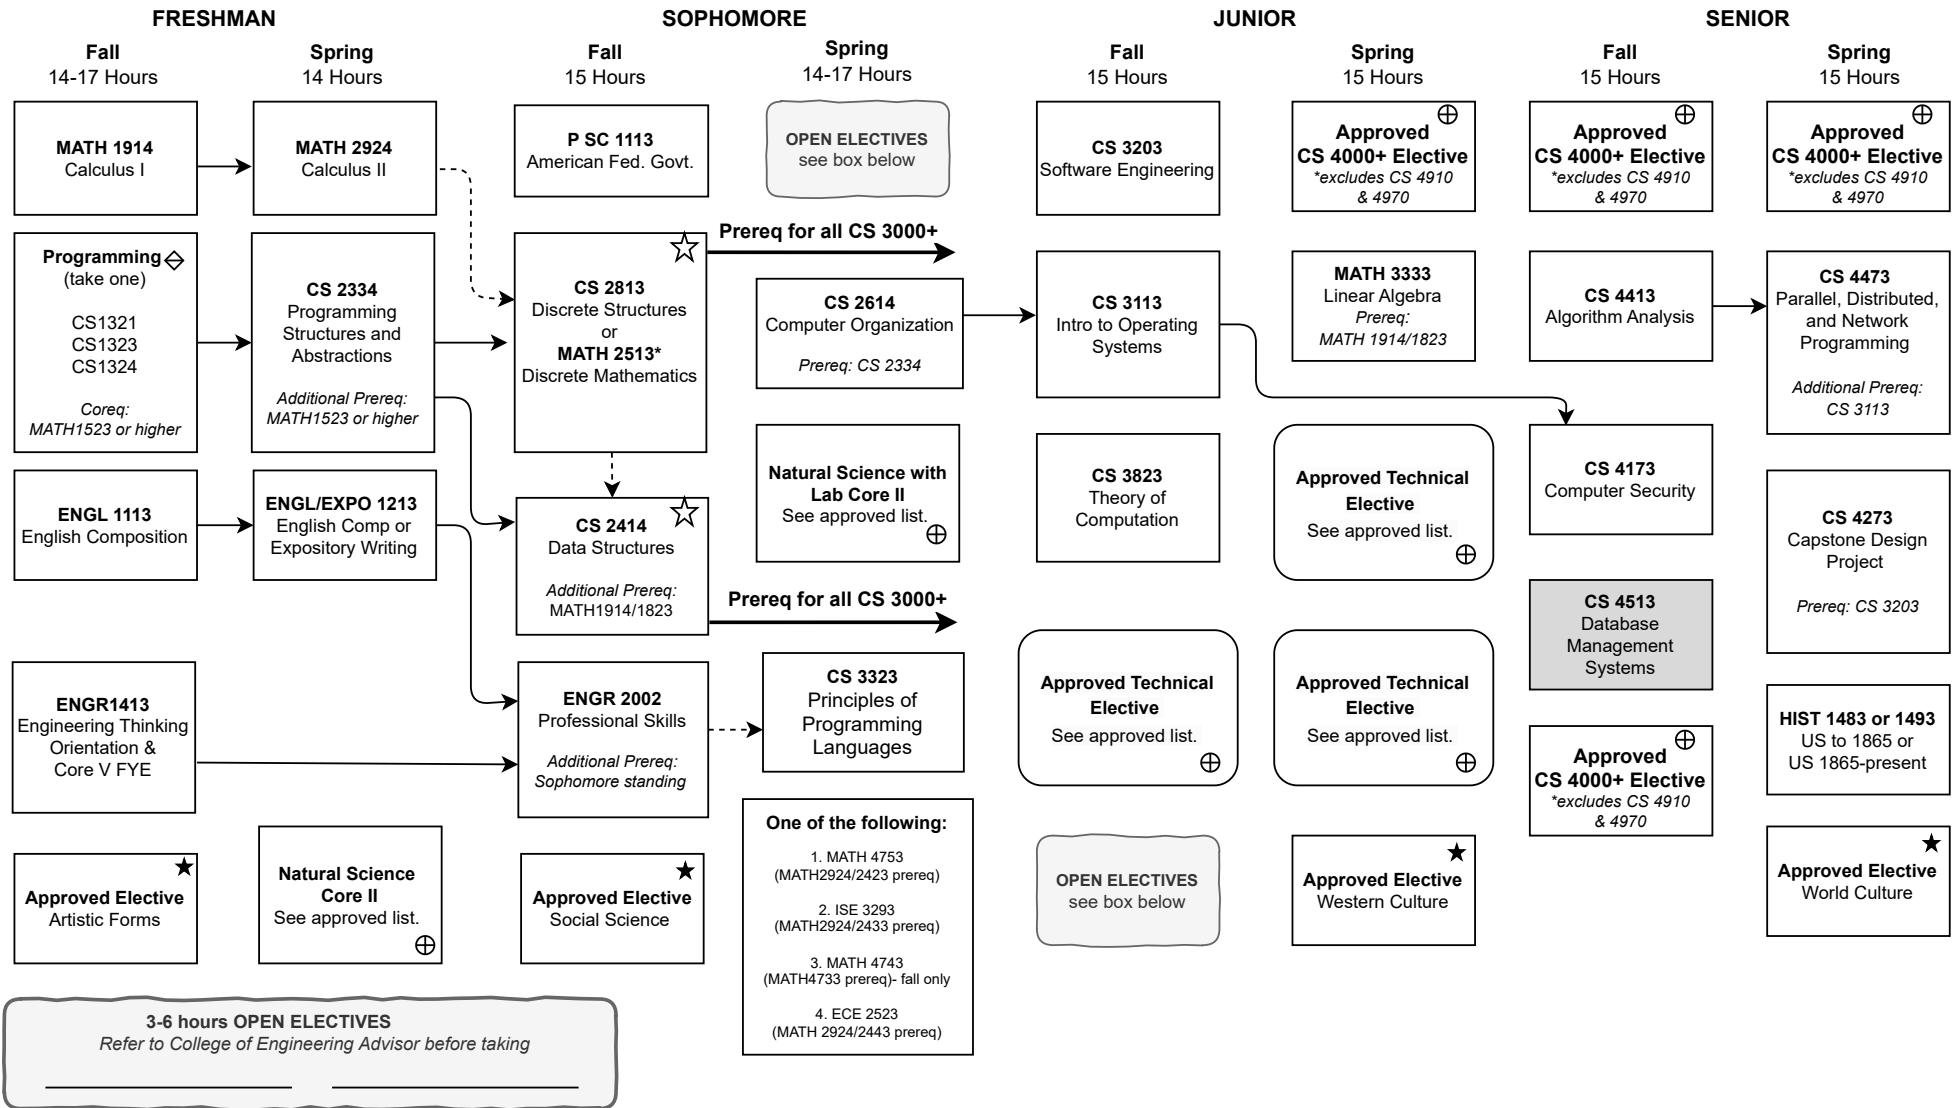 FRESHMAN
SOPHOMORE
JUNIOR
SENIOR
Fall
14-17 Hours
Spring
14 Hours
Fall
15 Hours
Spring
14-17 Hours
Fall
15 Hours
Spring
15 Hours
Fall
15 Hours
Spring
15 Hours
MATH 1914
Calculus I
Programming
(take one)
CS1321
CS1323
CS1324
Coreq:
MATH1523 or higher
ENGL 1113
English Composition
ENGR1413
Engineering Thinking
Orientation &
Core V FYE
Approved Elective
Artistic Forms
MATH 2924
Calculus II
CS 2334
Programming
Structures and
Abstractions
Additional Prereq:
MATH1523 or higher
ENGL/EXPO 1213
English Comp or
Expository Writing
Natural Science
Core II
See approved list.
P SC 1113
American Fed. Govt.
CS 2813
Discrete Structures
or
MATH 2513*
Discrete Mathematics
Prereq for all CS 3000+
CS 2414
Data Structures
Additional Prereq:
MATH1914/1823
Prereq for all CS 3000+
ENGR 2002
Professional Skills
Additional Prereq:
Sophomore standing
Approved Elective
Social Science
OPEN ELECTIVES
see box below
CS 2614
Computer Organization
Prereq: CS 2334
Natural Science with
Lab Core II
See approved list.
CS 3323
Principles of
Programming
Languages
One of the following:
1. MATH 4753
(MATH2924/2423 prereq)
2. ISE 3293
(MATH2924/2433 prereq)
3. MATH 4743
(MATH4733 prereq)- fall only
4. ECE 2523
(MATH 2924/2443 prereq)
CS 3203
Software Engineering
CS 3113
Intro to Operating
Systems
CS 3823
Theory of
Computation
Approved Technical
Elective
See approved list.
OPEN ELECTIVES
see box below
Approved
CS 4000+ Elective
*excludes CS 4910
& 4970
MATH 3333
Linear Algebra
Prereq:
MATH 1914/1823
Approved Technical
Elective
See approved list.
Approved Technical
Elective
See approved list.
Approved Elective
Western Culture
Approved
CS 4000+ Elective
*excludes CS 4910
& 4970
CS 4413
Algorithm Analysis
CS 4173
Computer Security
CS 4513
Database
Management
Systems
Approved
CS 4000+ Elective
*excludes CS 4910
& 4970
Approved
CS 4000+ Elective
*excludes CS 4910
& 4970
CS 4473
Parallel, Distributed,
and Network
Programming
Additional Prereq:
CS 3113
CS 4273
Capstone Design
Project
Prereq: CS 3203
HIST 1483 or 1493
US to 1865 or
US 1865-present
Approved Elective
World Culture
3-6 hours OPEN ELECTIVES
Refer to College of Engineering Advisor before taking